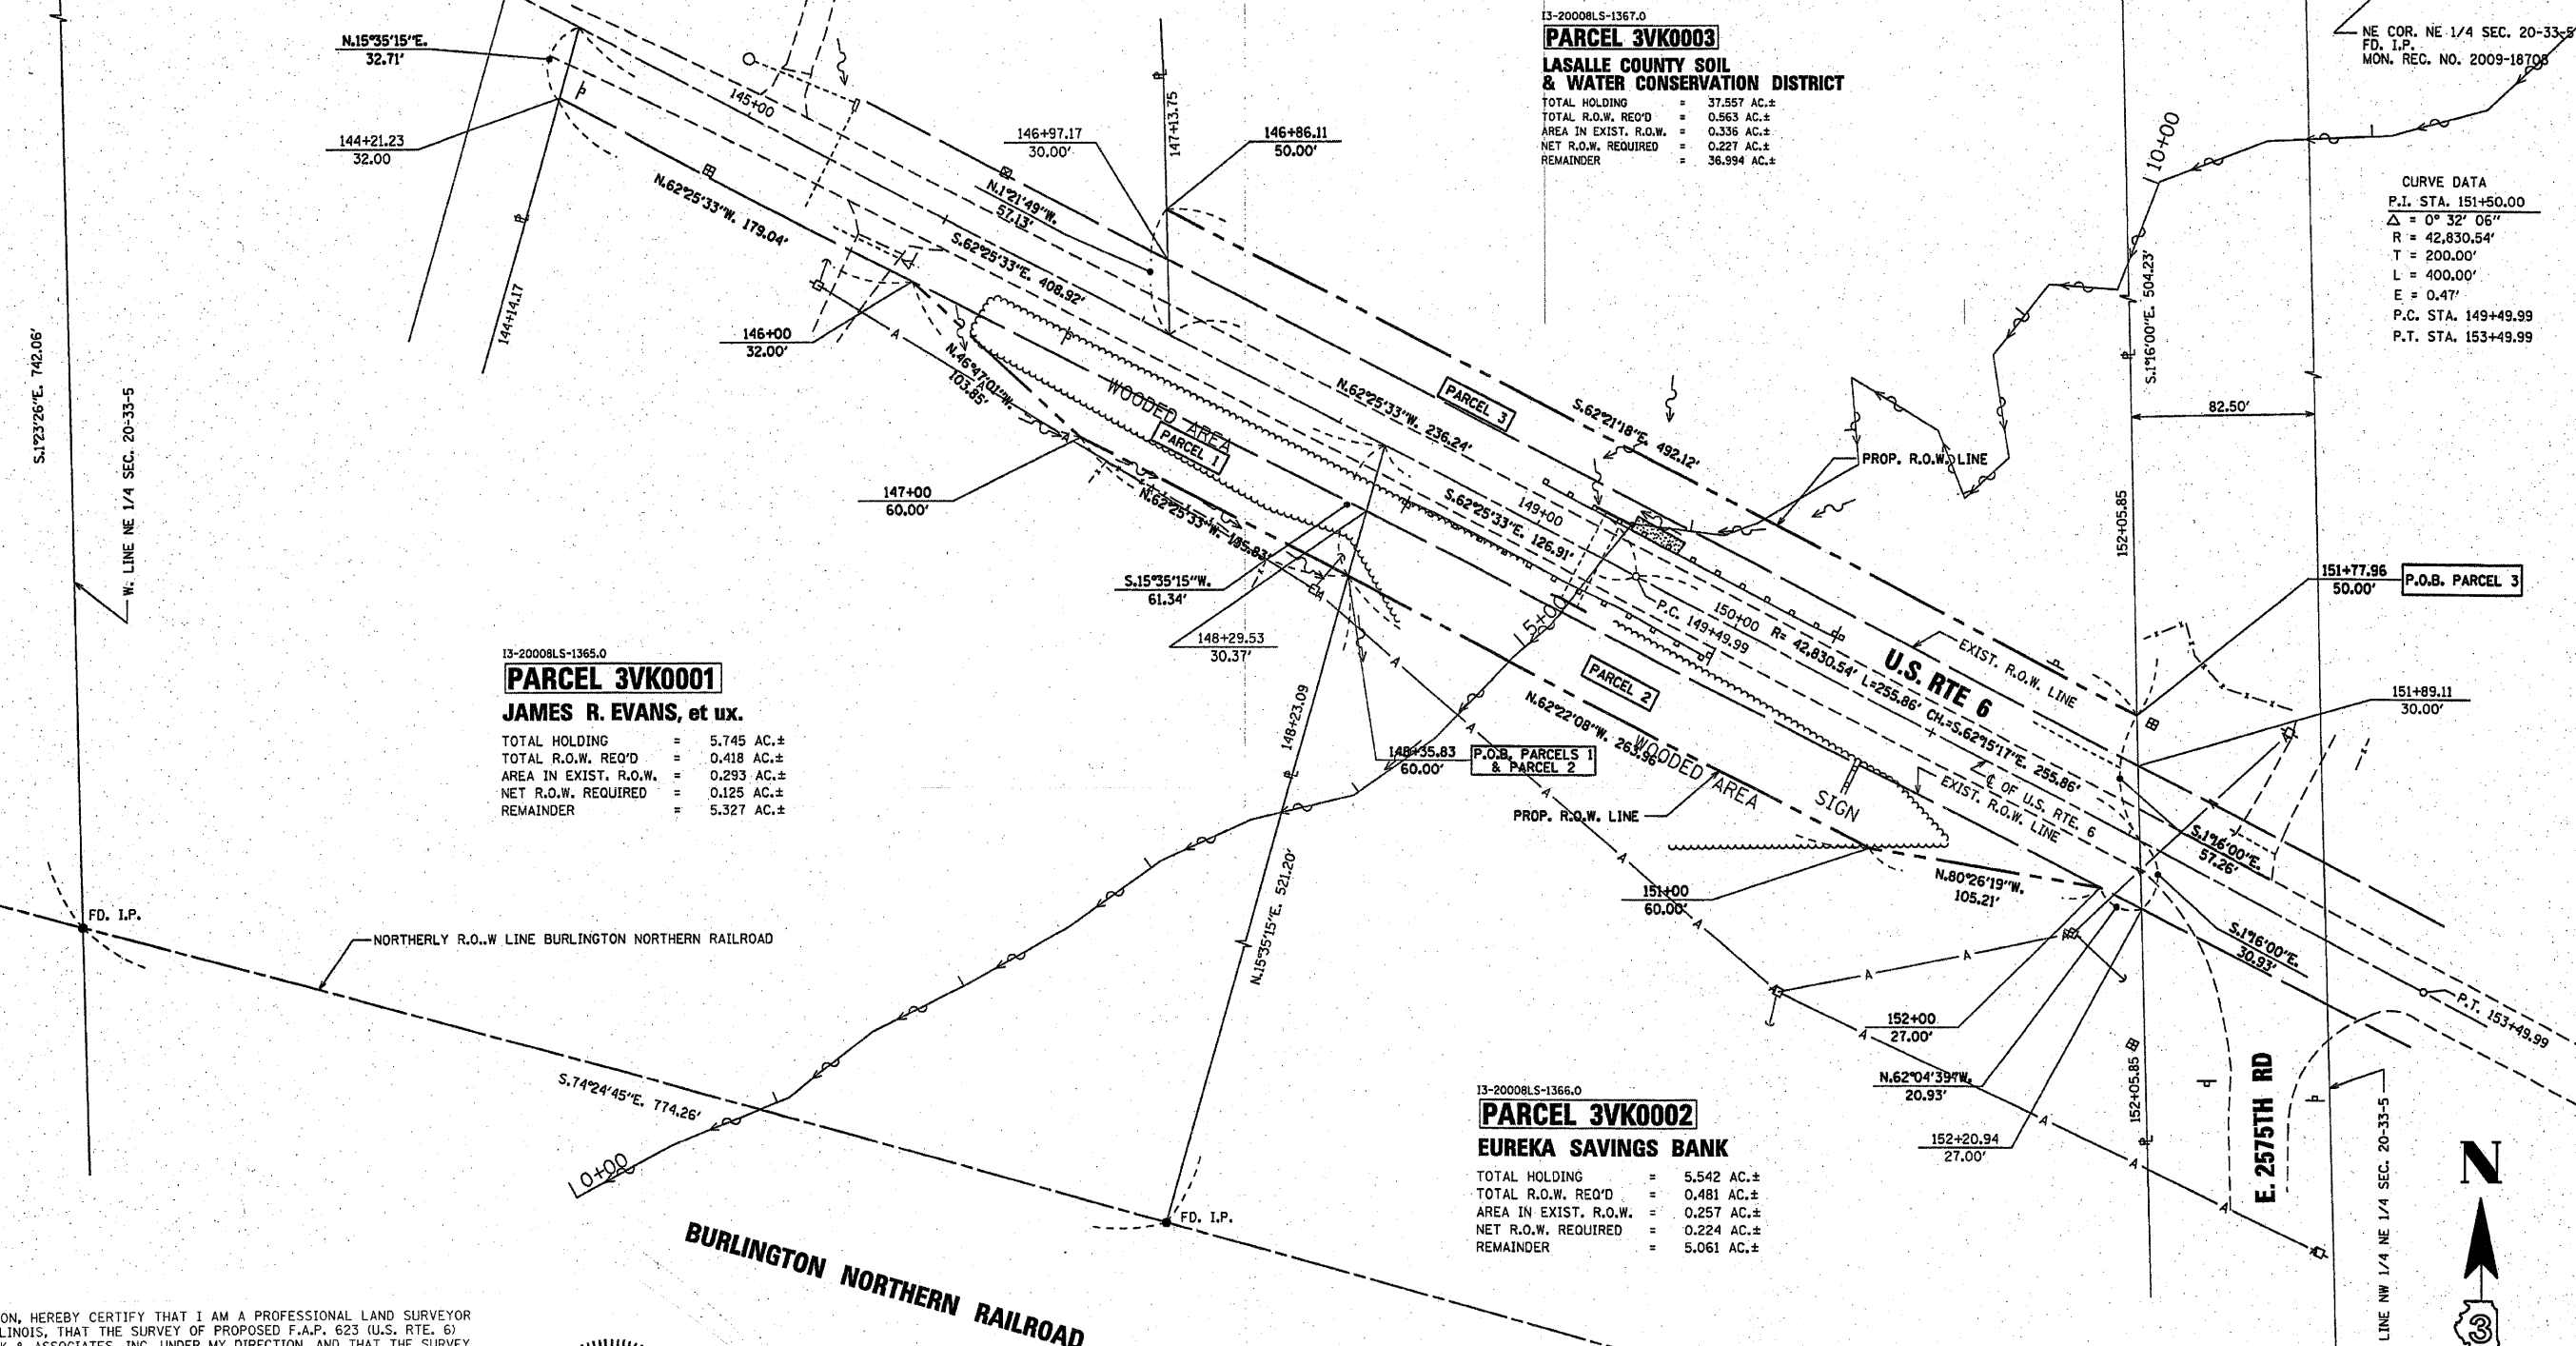 N.15°35'15"E.
32.71'
144+21.23
32.00
144+14.17
145+00
N.62°25'33"W. 179.04'
146+00
32.00'
146+97.17
30.00'
147+13.75
146+86.11
50.00'
N.1°21'49"W.
57.13'
S.62°25'33"E. 408.92'
I3-20008LS-1367.0
PARCEL 3VK0003
LASALLE COUNTY SOIL
& WATER CONSERVATION DISTRICT
TOTAL HOLDING = 37.557 AC.±
TOTAL R.O.W. REQ'D = 0.563 AC.±
AREA IN EXIST. R.O.W. = 0.336 AC.±
NET R.O.W. REQUIRED = 0.227 AC.±
REMAINDER = 36.994 AC.±
NE COR. NE 1/4 SEC. 20-33-5
FD. I.P.
MON. REC. NO. 2009-18708
CURVE DATA
P.I. STA. 151+50.00
Δ = 0° 32' 06"
R = 42,830.54'
T = 200.00'
L = 400.00'
E = 0.47'
P.C. STA. 149+49.99
P.T. STA. 153+49.99
110+00
S.1°16'00"E. 504.23'
82.50'
152+05.85
S.1°23'26"E. 742.06'
W. LINE NE 1/4 SEC. 20-33-5
N.46°47'01"W.
103.85'
WOODED AREA
PARCEL 1
147+00
60.00'
N.62°25'33"W. 135.83'
N.62°25'33"W. 236.24'
PARCEL 3
S.62°21'18"E. 492.12'
PROP. R.O.W. LINE
S.62°25'33"E. 126.91'
149+00
S.15°35'15"W.
61.34'
148+29.53
30.37'
15+00
P.C. 149+49.99
150+00
R= 42,830.54' L=255.86' CH.=S.62°15'17"E. 255.86'
U.S. RTE 6
EXIST. R.O.W. LINE
151+77.96
50.00'
P.O.B. PARCEL 3
151+89.11
30.00'
I3-20008LS-1365.0
PARCEL 3VK0001
JAMES R. EVANS, et ux.
TOTAL HOLDING = 5.745 AC.±
TOTAL R.O.W. REQ'D = 0.418 AC.±
AREA IN EXIST. R.O.W. = 0.293 AC.±
NET R.O.W. REQUIRED = 0.125 AC.±
REMAINDER = 5.327 AC.±
148+23.09
148+35.83
60.00'
P.O.B. PARCELS 1
& PARCEL 2
PARCEL 2
N.62°22'08"W. 263.96'
WOODED AREA
PROP. R.O.W. LINE
SIGN
℄ OF U.S. RTE. 6
EXIST. R.O.W. LINE
S.1°16'00"E.
57.26'
S.1°16'00"E.
30.93'
151+00
60.00'
N.80°26'19"W.
105.21'
152+00
27.00'
N.62°04'39"W.
20.93'
152+20.94
27.00'
P.T. 153+49.99
152+05.85
E. 2575TH RD
LINE NW 1/4 NE 1/4 SEC. 20-33-5
FD. I.P.
NORTHERLY R.O..W LINE BURLINGTON NORTHERN RAILROAD
N.15°35'15"E. 521.20'
S.74°24'45"E. 774.26'
10+00
FD. I.P.
BURLINGTON NORTHERN RAILROAD
I3-20008LS-1366.0
PARCEL 3VK0002
EUREKA SAVINGS BANK
TOTAL HOLDING = 5.542 AC.±
TOTAL R.O.W. REQ'D = 0.481 AC.±
AREA IN EXIST. R.O.W. = 0.257 AC.±
NET R.O.W. REQUIRED = 0.224 AC.±
REMAINDER = 5.061 AC.±
N
3
ON, HEREBY CERTIFY THAT I AM A PROFESSIONAL LAND SURVEYOR
LINOIS, THAT THE SURVEY OF PROPOSED F.A.P. 623 (U.S. RTE. 6)
& ASSOCIATES, INC. UNDER MY DIRECTION, AND THAT THE SURVEY